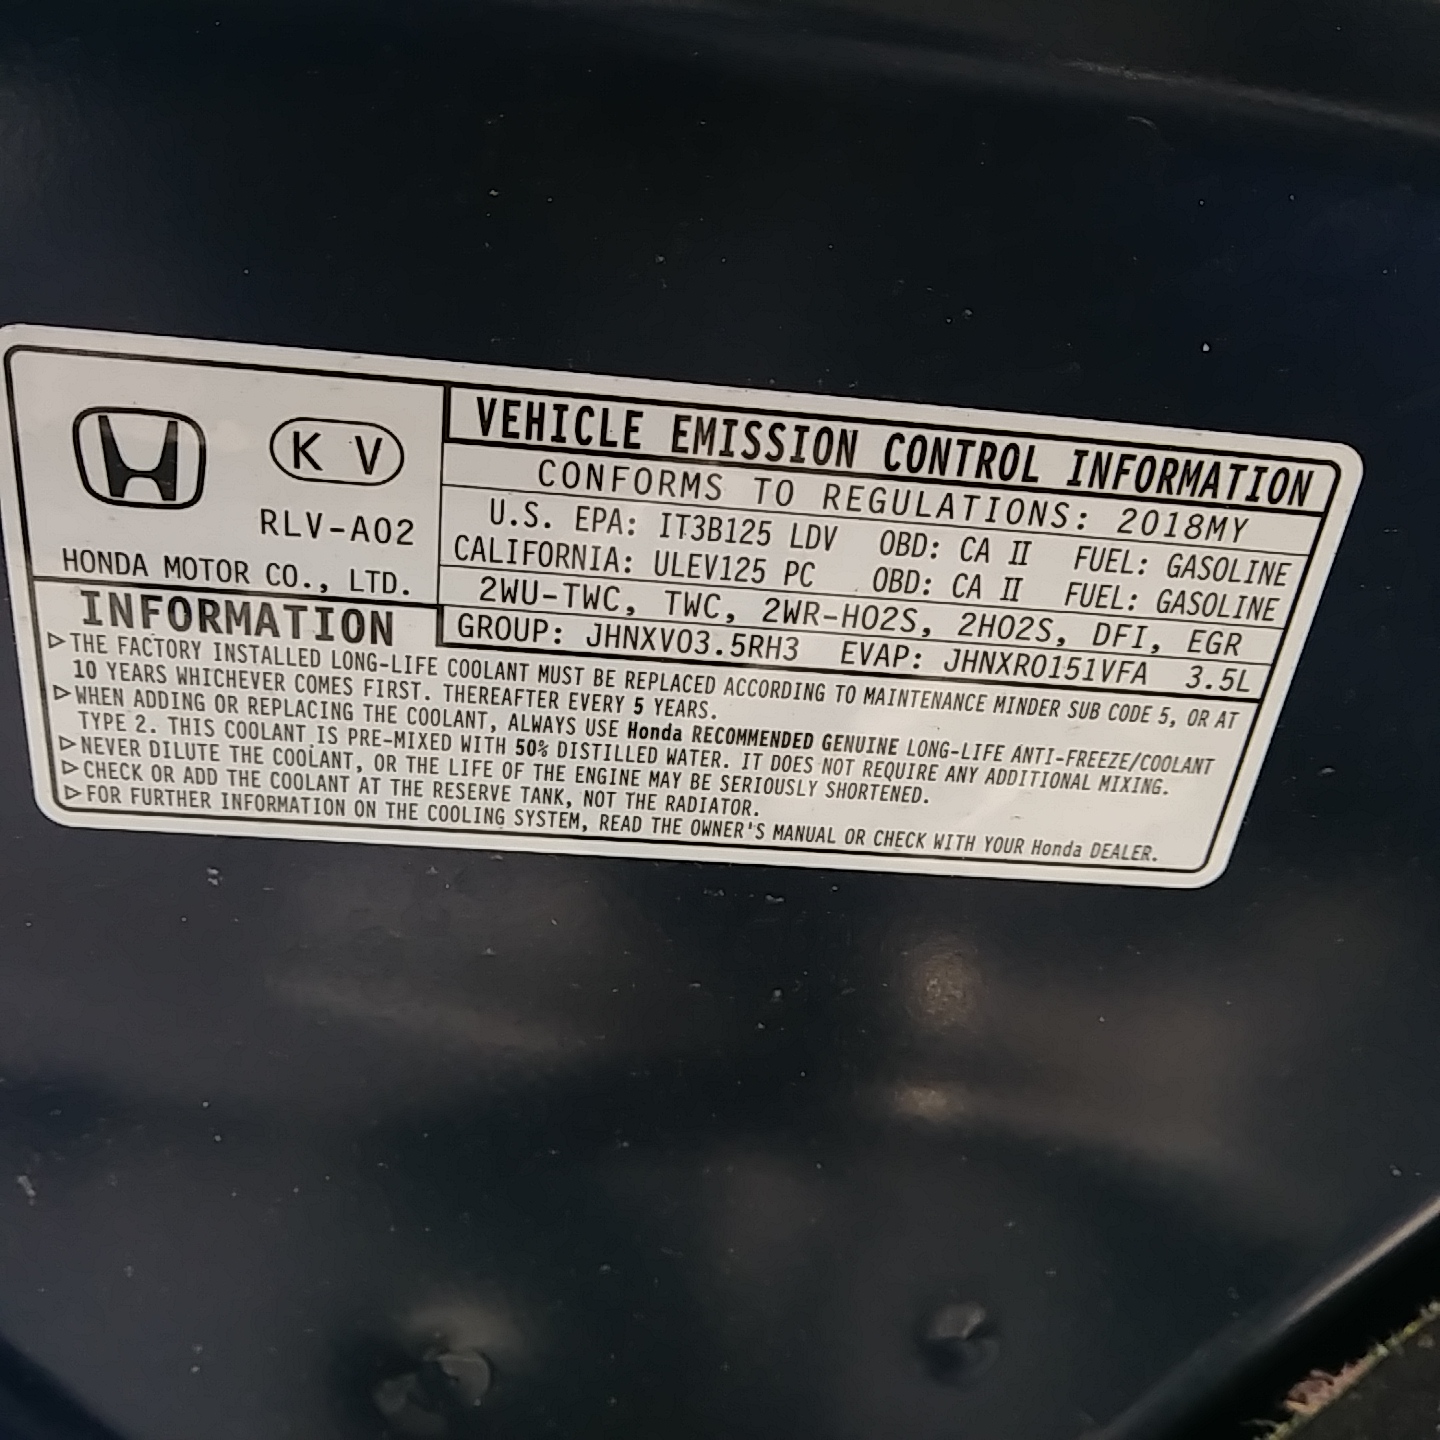 K V
RLV-A02
HONDA MOTOR CO., LTD.
VEHICLE EMISSION CONTROL INFORMATION
CONFORMS TO REGULATIONS: 2018MY
U.S. EPA: IT3B125 LDV OBD: CA II FUEL: GASOLINE
CALIFORNIA: ULEV125 PC OBD: CA II FUEL: GASOLINE
2WU-TWC, TWC, 2WR-HO2S, 2HO2S, DFI, EGR
GROUP: JHNXV03.5RH3 EVAP: JHNXR0151VFA 3.5L
INFORMATION
▷THE FACTORY INSTALLED LONG-LIFE COOLANT MUST BE REPLACED ACCORDING TO MAINTENANCE MINDER SUB CODE 5, OR AT
10 YEARS WHICHEVER COMES FIRST. THEREAFTER EVERY 5 YEARS.
▷WHEN ADDING OR REPLACING THE COOLANT, ALWAYS USE Honda RECOMMENDED GENUINE LONG-LIFE ANTI-FREEZE/COOLANT
TYPE 2. THIS COOLANT IS PRE-MIXED WITH 50% DISTILLED WATER. IT DOES NOT REQUIRE ANY ADDITIONAL MIXING.
▷NEVER DILUTE THE COOLANT, OR THE LIFE OF THE ENGINE MAY BE SERIOUSLY SHORTENED.
▷CHECK OR ADD THE COOLANT AT THE RESERVE TANK, NOT THE RADIATOR.
▷FOR FURTHER INFORMATION ON THE COOLING SYSTEM, READ THE OWNER'S MANUAL OR CHECK WITH YOUR Honda DEALER.